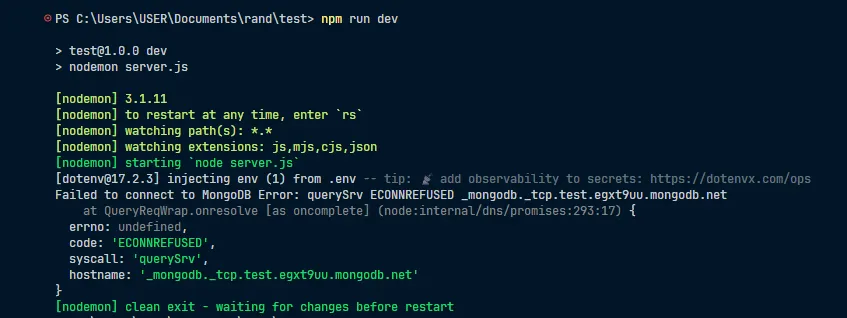 PS C:\Users\USER\Documents\rand\test> npm run dev
> test@1.0.0 dev
> nodemon server.js
[nodemon] 3.1.11
[nodemon] to restart at any time, enter `rs`
[nodemon] watching path(s): *.*
[nodemon] watching extensions: js,mjs,cjs,json
[nodemon] starting `node server.js`
[dotenv@17.2.3] injecting env (1) from .env -- tip: 📡 add observability to secrets: https://dotenvx.com/ops
Failed to connect to MongoDB Error: querySrv ECONNREFUSED _mongodb._tcp.test.egxt9uu.mongodb.net
    at QueryReqWrap.onresolve [as oncomplete] (node:internal/dns/promises:293:17) {
  errno: undefined,
  code: 'ECONNREFUSED',
  syscall: 'querySrv',
  hostname: '_mongodb._tcp.test.egxt9uu.mongodb.net'
}
[nodemon] clean exit - waiting for changes before restart